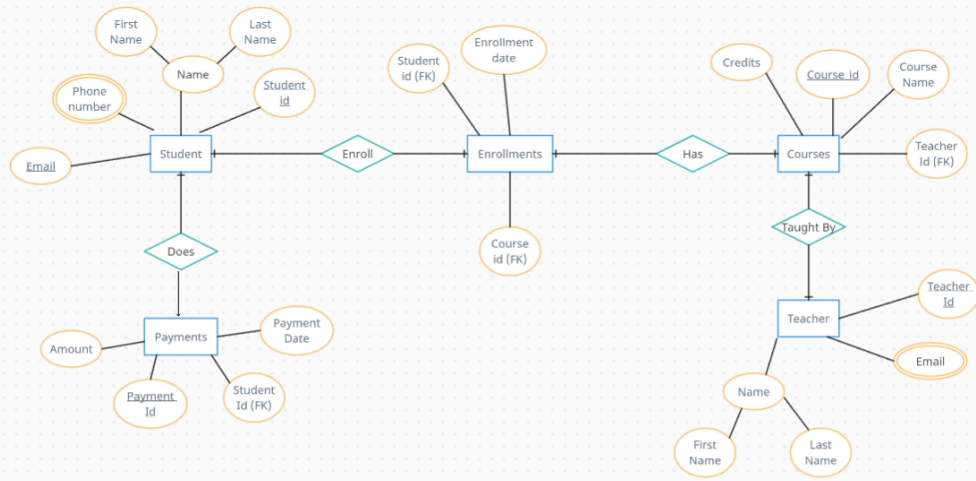 First
Name
Last
Name
Name
Phone
number
Student
id
Email
Student
Enroll
Student
id (FK)
Enrollment
date
Enrollments
Course
id (FK)
Has
Credits
Course id
Course
Name
Courses
Teacher
Id (FK)
Does
Taught By
Payments
Amount
Payment
Date
Payment
Id
Student
Id (FK)
Teacher
Teacher
Id
Email
Name
First
Name
Last
Name